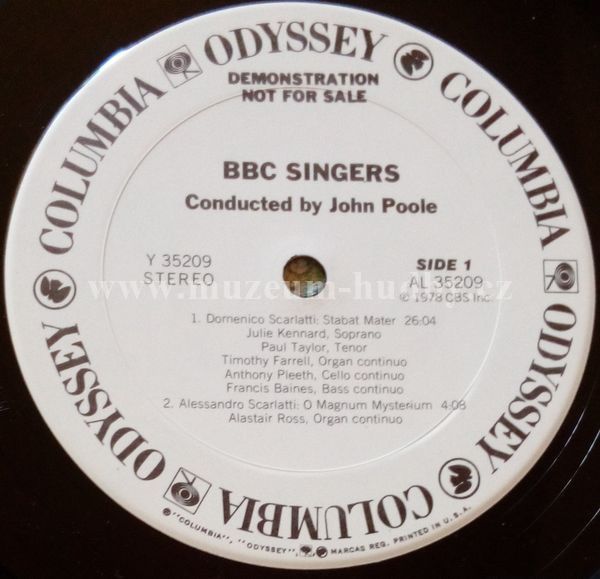 COLUMBIA ODYSSEY COLUMBIA ODYSSEY COLUMBIA ODYSSEY
DEMONSTRATION
NOT FOR SALE
BBC SINGERS
Conducted by John Poole
Y 35209
STEREO
SIDE 1
AL 35209
℗ 1978 CBS Inc.
www.muzeum-hudby.cz
1. Domenico Scarlatti: Stabat Mater 26:04
Julie Kennard, Soprano
Paul Taylor, Tenor
Timothy Farrell, Organ continuo
Anthony Pleeth, Cello continuo
Francis Baines, Bass continuo
2. Alessandro Scarlatti: O Magnum Mysterium 4:08
Alastair Ross, Organ continuo
"COLUMBIA", "ODYSSEY", MARCAS REG. PRINTED IN U.S.A.